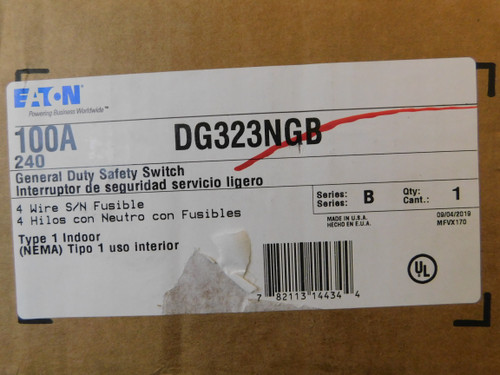 EATON
Powering Business Worldwide™
100A
240
DG323NGB
General Duty Safety Switch
Interruptor de seguridad servicio ligero
4 Wire S/N Fusible
4 Hilos con Neutro con Fusibles
Series: B Qty: 1
Series: Cant.:
MADE IN U.S.A.
HECHO EN E.U.A.
09/04/2019
MFVX170
Type 1 Indoor
(NEMA) Tipo 1 uso interior
7 82113 14434 4
UL